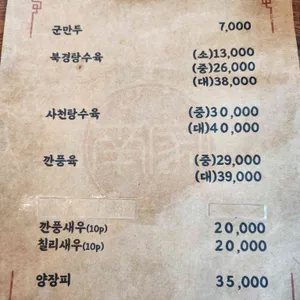 군만두 7,000
북경탕수육 (소)13,000
(중)26,000
(대)38,000
사천탕수육 (중)30,000
(대)40,000
깐풍육 (중)29,000
(대)39,000
깐풍새우(10p) 20,000
칠리새우(10p) 20,000
양장피 35,000